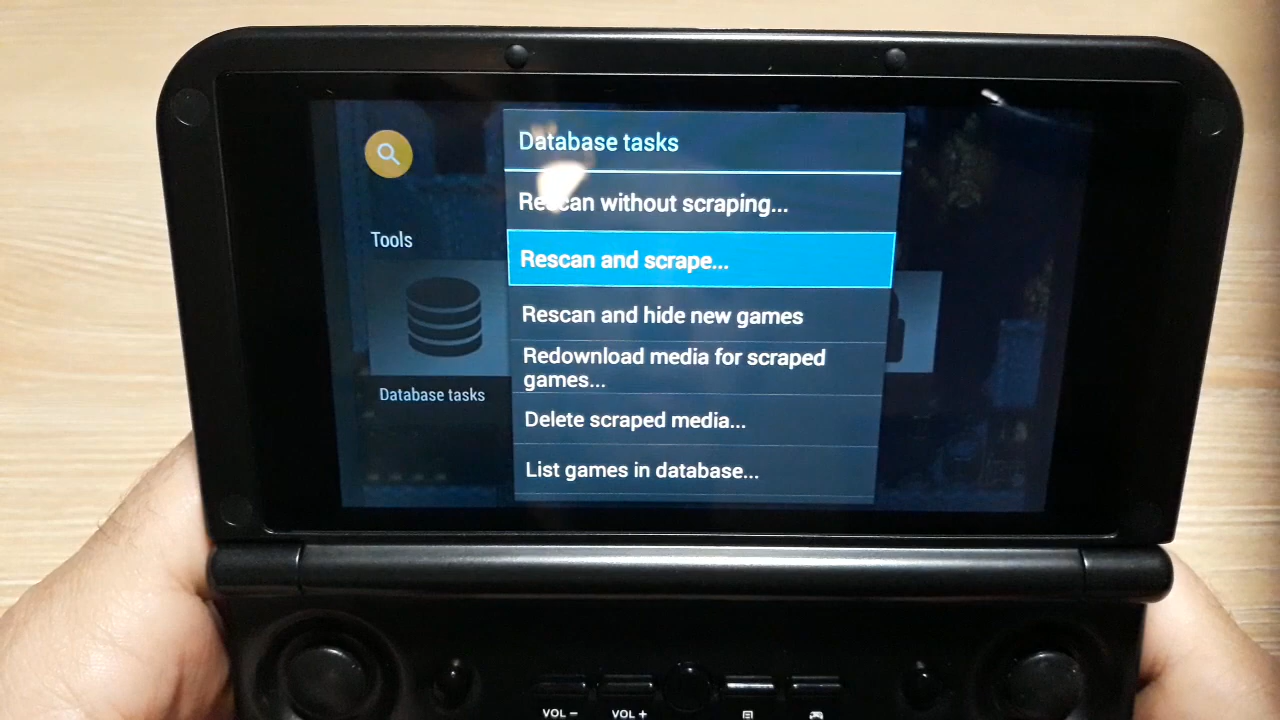 Database tasks
Rescan without scraping...
Rescan and scrape...
Tools
Rescan and hide new games
Redownload media for scraped
games...
Database tasks
Delete scraped media...
List games in database...
VOL – VOL +